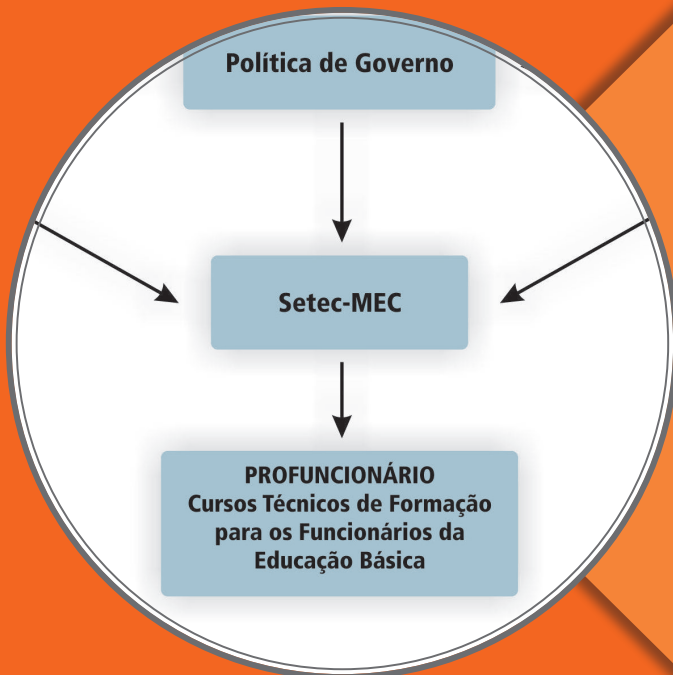 Política de Governo
Setec-MEC
PROFUNCIONÁRIO
Cursos Técnicos de Formação
para os Funcionários da
Educação Básica